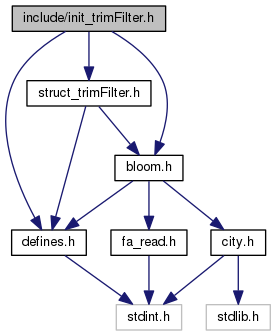 include/init_trimFilter.h
struct_trimFilter.h
bloom.h
defines.h
fa_read.h
city.h
stdint.h
stdlib.h